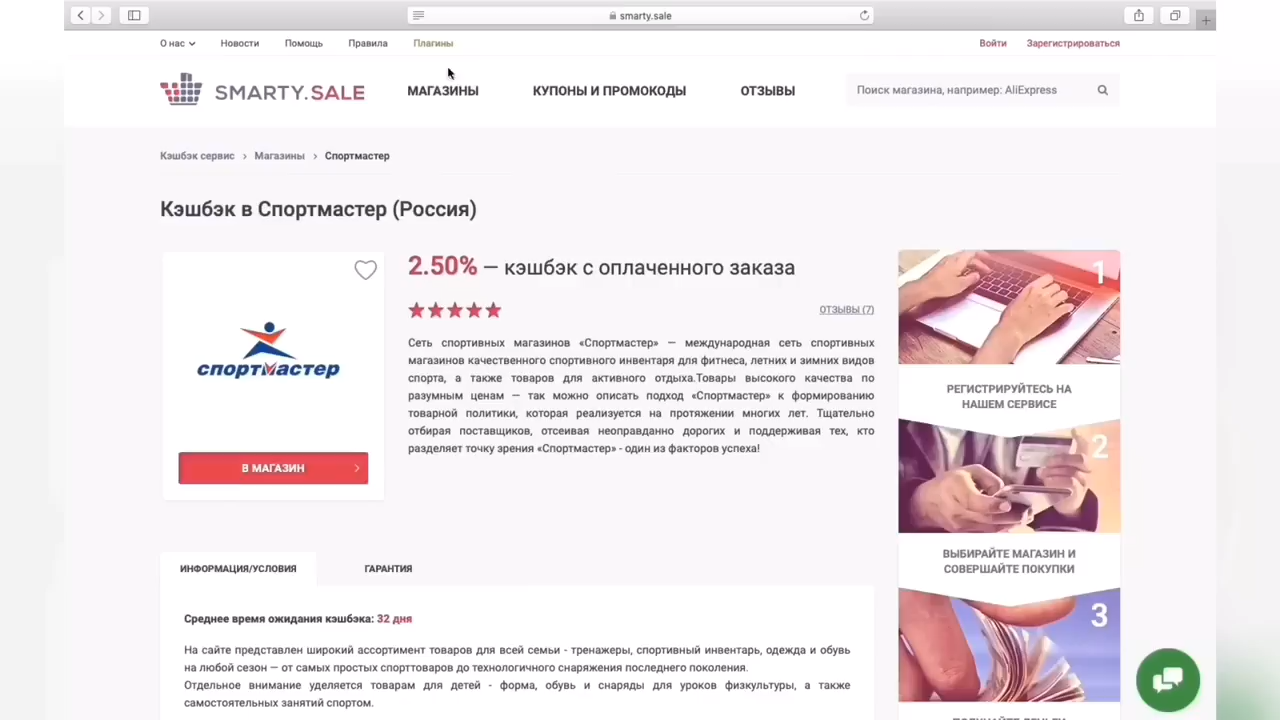 smarty.sale
О нас
Новости
Помощь
Правила
Плагины
Войти
Зарегистрироваться
SMARTY.SALE
МАГАЗИНЫ
КУПОНЫ И ПРОМОКОДЫ
ОТЗЫВЫ
Поиск магазина, например: AliExpress
Кэшбэк сервис > Магазины > Спортмастер
Кэшбэк в Спортмастер (Россия)
спортмастер
В МАГАЗИН
2.50% — кэшбэк с оплаченного заказа
ОТЗЫВЫ (7)
Сеть спортивных магазинов «Спортмастер» — международная сеть спортивных
магазинов качественного спортивного инвентаря для фитнеса, летних и зимних видов
спорта, а также товаров для активного отдыха.Товары высокого качества по
разумным ценам — так можно описать подход «Спортмастер» к формированию
товарной политики, которая реализуется на протяжении многих лет. Тщательно
отбирая поставщиков, отсеивая неоправданно дорогих и поддерживая тех, кто
разделяет точку зрения «Спортмастер» - один из факторов успеха!
1
РЕГИСТРИРУЙТЕСЬ НА
НАШЕМ СЕРВИСЕ
2
ВЫБИРАЙТЕ МАГАЗИН И
СОВЕРШАЙТЕ ПОКУПКИ
3
ИНФОРМАЦИЯ/УСЛОВИЯ
ГАРАНТИЯ
Среднее время ожидания кэшбэка: 32 дня
На сайте представлен широкий ассортимент товаров для всей семьи - тренажеры, спортивный инвентарь, одежда и обувь
на любой сезон — от самых простых спорттоваров до технологичного снаряжения последнего поколения.
Отдельное внимание уделяется товарам для детей - форма, обувь и снаряды для уроков физкультуры, а также
самостоятельных занятий спортом.